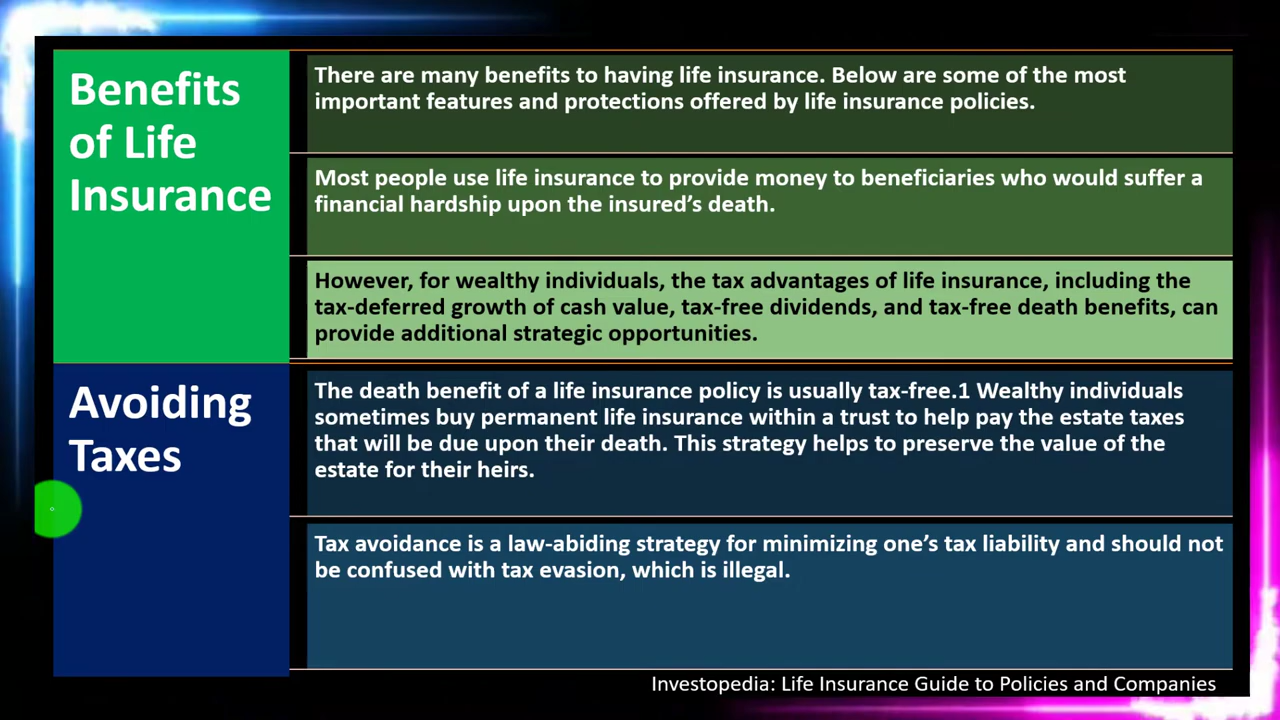 Benefits
of Life
Insurance
There are many benefits to having life insurance. Below are some of the most
important features and protections offered by life insurance policies.
Most people use life insurance to provide money to beneficiaries who would suffer a
financial hardship upon the insured’s death.
However, for wealthy individuals, the tax advantages of life insurance, including the
tax-deferred growth of cash value, tax-free dividends, and tax-free death benefits, can
provide additional strategic opportunities.
Avoiding
Taxes
The death benefit of a life insurance policy is usually tax-free.1 Wealthy individuals
sometimes buy permanent life insurance within a trust to help pay the estate taxes
that will be due upon their death. This strategy helps to preserve the value of the
estate for their heirs.
Tax avoidance is a law-abiding strategy for minimizing one’s tax liability and should not
be confused with tax evasion, which is illegal.
Investopedia: Life Insurance Guide to Policies and Companies